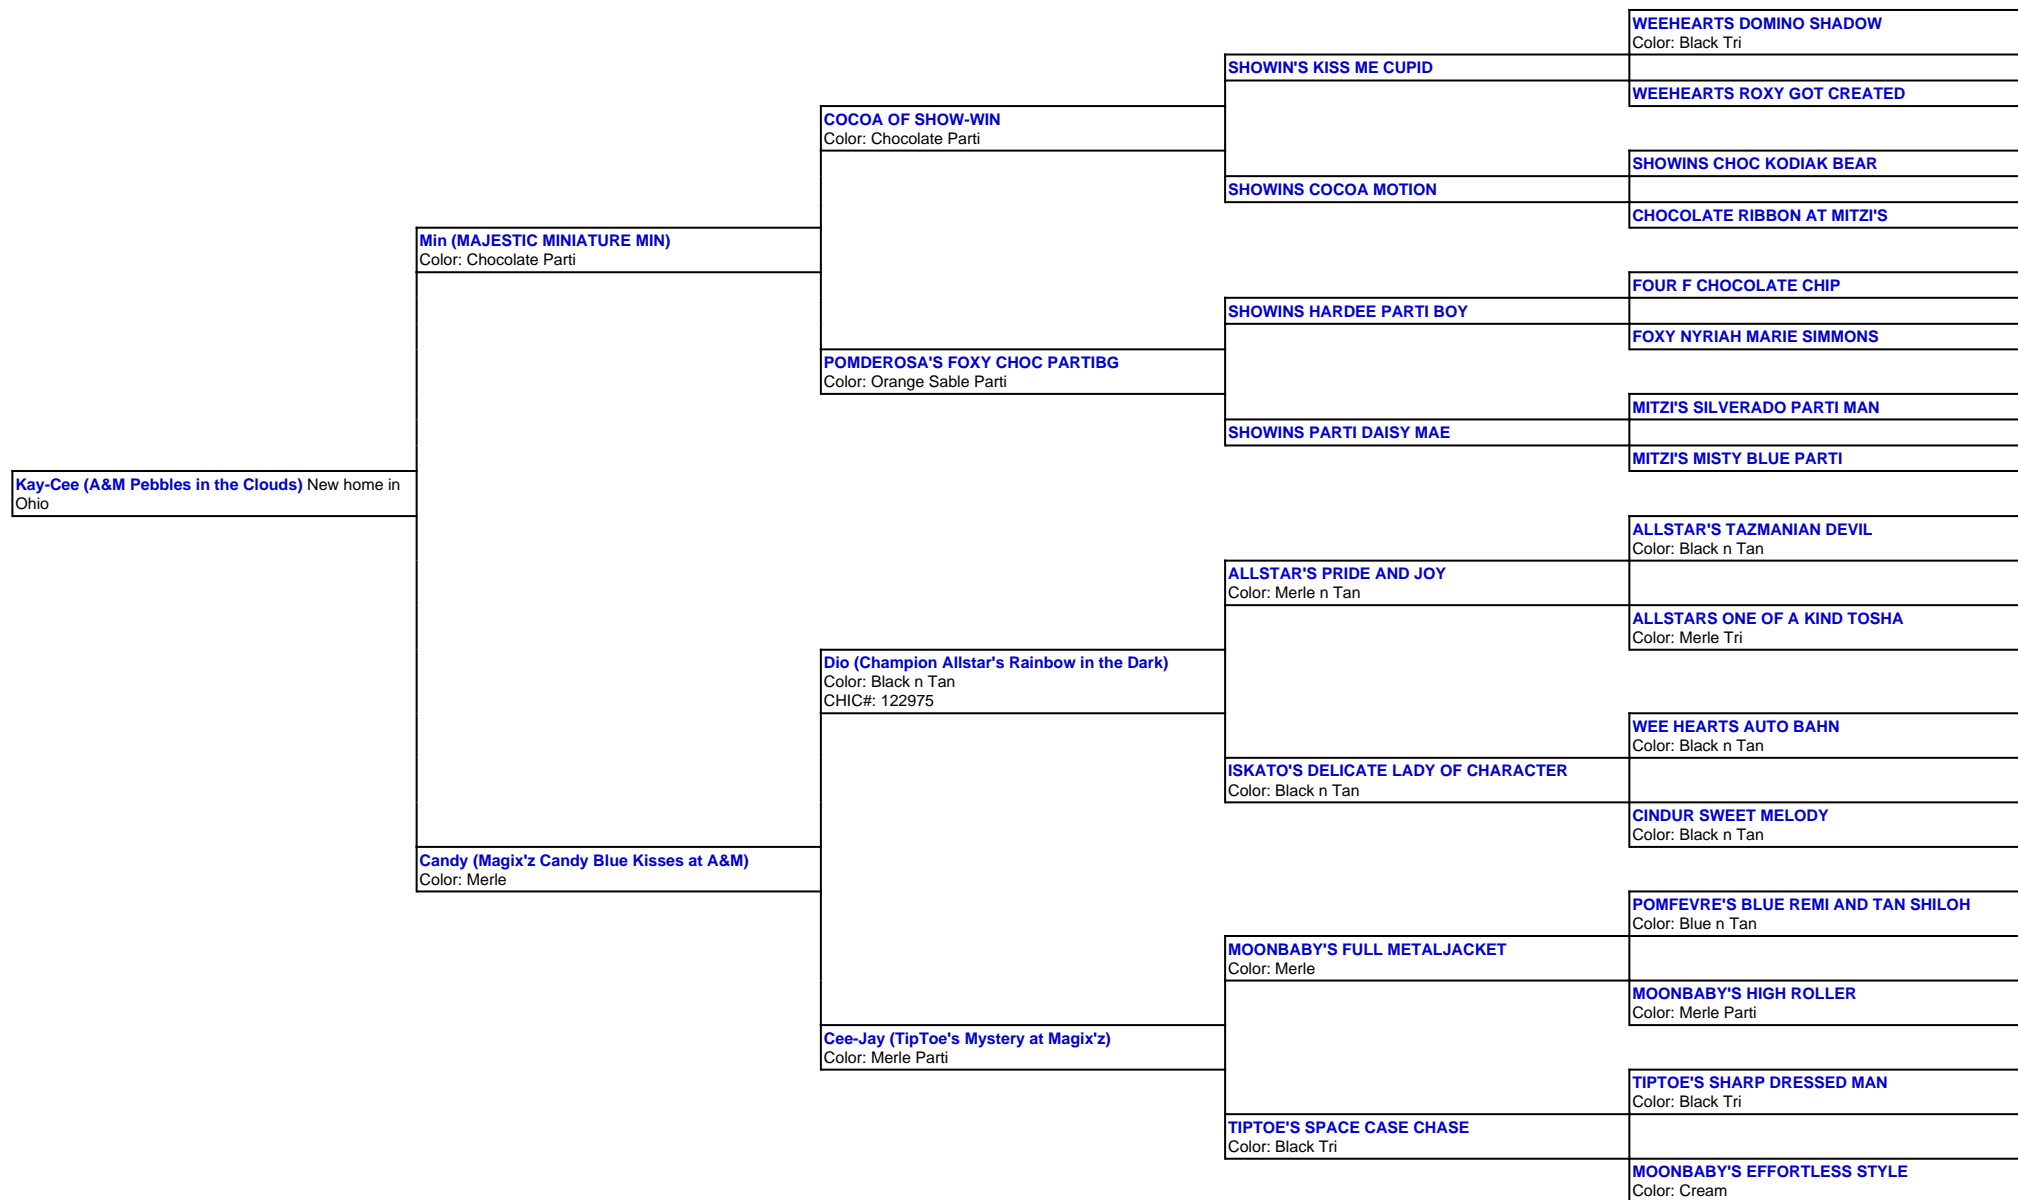 WEEHEARTS DOMINO SHADOW
Color: Black Tri
SHOWIN'S KISS ME CUPID
WEEHEARTS ROXY GOT CREATED
COCOA OF SHOW-WIN
Color: Chocolate Parti
SHOWINS CHOC KODIAK BEAR
SHOWINS COCOA MOTION
CHOCOLATE RIBBON AT MITZI'S
Min (MAJESTIC MINIATURE MIN)
Color: Chocolate Parti
FOUR F CHOCOLATE CHIP
SHOWINS HARDEE PARTI BOY
FOXY NYRIAH MARIE SIMMONS
POMDEROSA'S FOXY CHOC PARTIBG
Color: Orange Sable Parti
MITZI'S SILVERADO PARTI MAN
SHOWINS PARTI DAISY MAE
MITZI'S MISTY BLUE PARTI
Kay-Cee (A&M Pebbles in the Clouds) New home in
Ohio
ALLSTAR'S TAZMANIAN DEVIL
Color: Black n Tan
ALLSTAR'S PRIDE AND JOY
Color: Merle n Tan
ALLSTARS ONE OF A KIND TOSHA
Color: Merle Tri
Dio (Champion Allstar's Rainbow in the Dark)
Color: Black n Tan
CHIC#: 122975
WEE HEARTS AUTO BAHN
Color: Black n Tan
ISKATO'S DELICATE LADY OF CHARACTER
Color: Black n Tan
CINDUR SWEET MELODY
Color: Black n Tan
Candy (Magix'z Candy Blue Kisses at A&M)
Color: Merle
POMFEVRE'S BLUE REMI AND TAN SHILOH
Color: Blue n Tan
MOONBABY'S FULL METALJACKET
Color: Merle
MOONBABY'S HIGH ROLLER
Color: Merle Parti
Cee-Jay (TipToe's Mystery at Magix'z)
Color: Merle Parti
TIPTOE'S SHARP DRESSED MAN
Color: Black Tri
TIPTOE'S SPACE CASE CHASE
Color: Black Tri
MOONBABY'S EFFORTLESS STYLE
Color: Cream